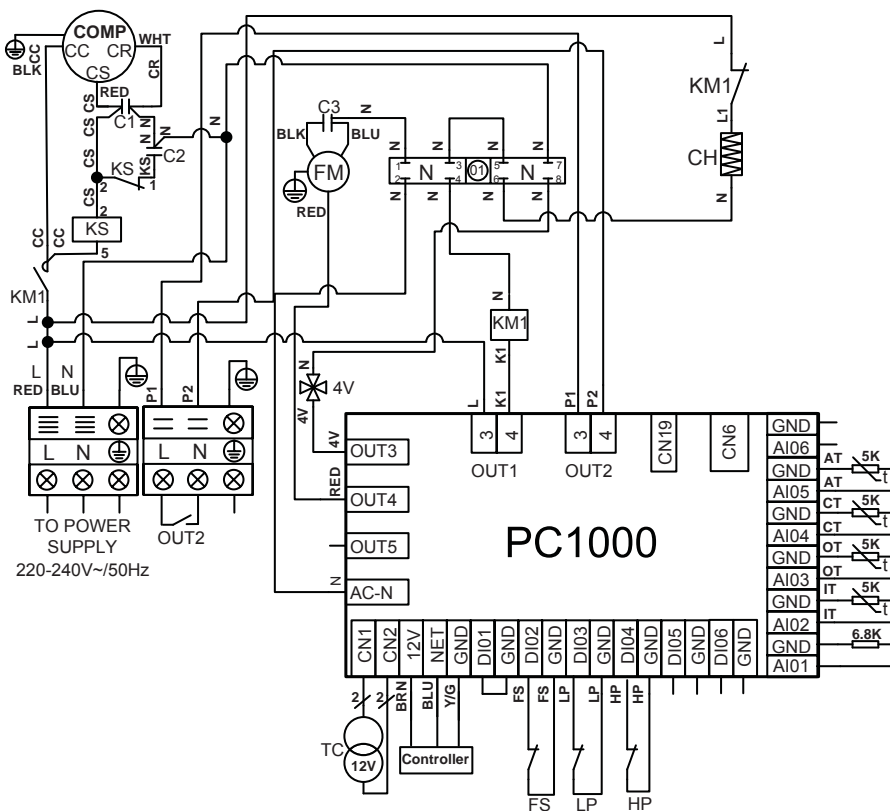 COMP
CC CR WHT
CS
BLK
CC
RED
CR
CS
C1
N
N
N
C2
CS
KS
KS
2 1
CS
2
KS
5
CC
CC
KM1
L
L
L N
RED BLU
P1
P2
C3
N
BLK BLU
FM
RED
N
N
N
N
1 3 5 7
N 01 N
2 4 6 8
N
N
N
N
L
KM1
L1
CH
N
N
KM1
K1
N
4V
4V
4V
L
K1
P1
P2
L N
L N
TO POWER
SUPPLY
220-240V~/50Hz
OUT2
3 4
OUT1
3 4
OUT2
CN19
CN6
OUT3
RED
OUT4
OUT5
N
AC-N
PC1000
GND
AI06
GND
AI05
GND
AI04
GND
AI03
GND
AI02
GND
AI01
AT 5K
t
AT
CT 5K
t
CT
OT 5K
t
OT
IT 5K
t
IT
6.8K
CN1
CN2
12V
NET
GND
DI01
GND
DI02
GND
DI03
GND
DI04
GND
DI05
GND
DI06
GND
2
2
BRN
BLU
Y/G
FS
FS
LP
LP
HP
HP
TC
12V
Controller
FS LP HP